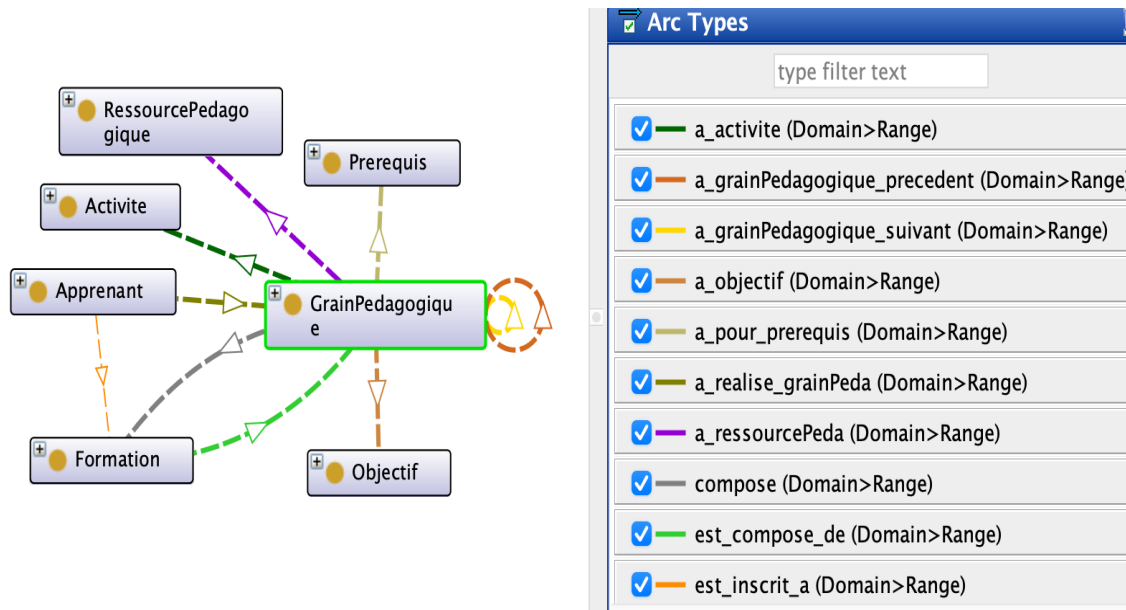 RessourcePedago
gique
Prerequis
Activite
Apprenant
GrainPedagogiqu
e
Formation
Objectif
Arc Types
type filter text
a_activite (Domain>Range)
a_grainPedagogique_precedent (Domain>Range)
a_grainPedagogique_suivant (Domain>Range)
a_objectif (Domain>Range)
a_pour_prerequis (Domain>Range)
a_realise_grainPeda (Domain>Range)
a_ressourcePeda (Domain>Range)
compose (Domain>Range)
est_compose_de (Domain>Range)
est_inscrit_a (Domain>Range)